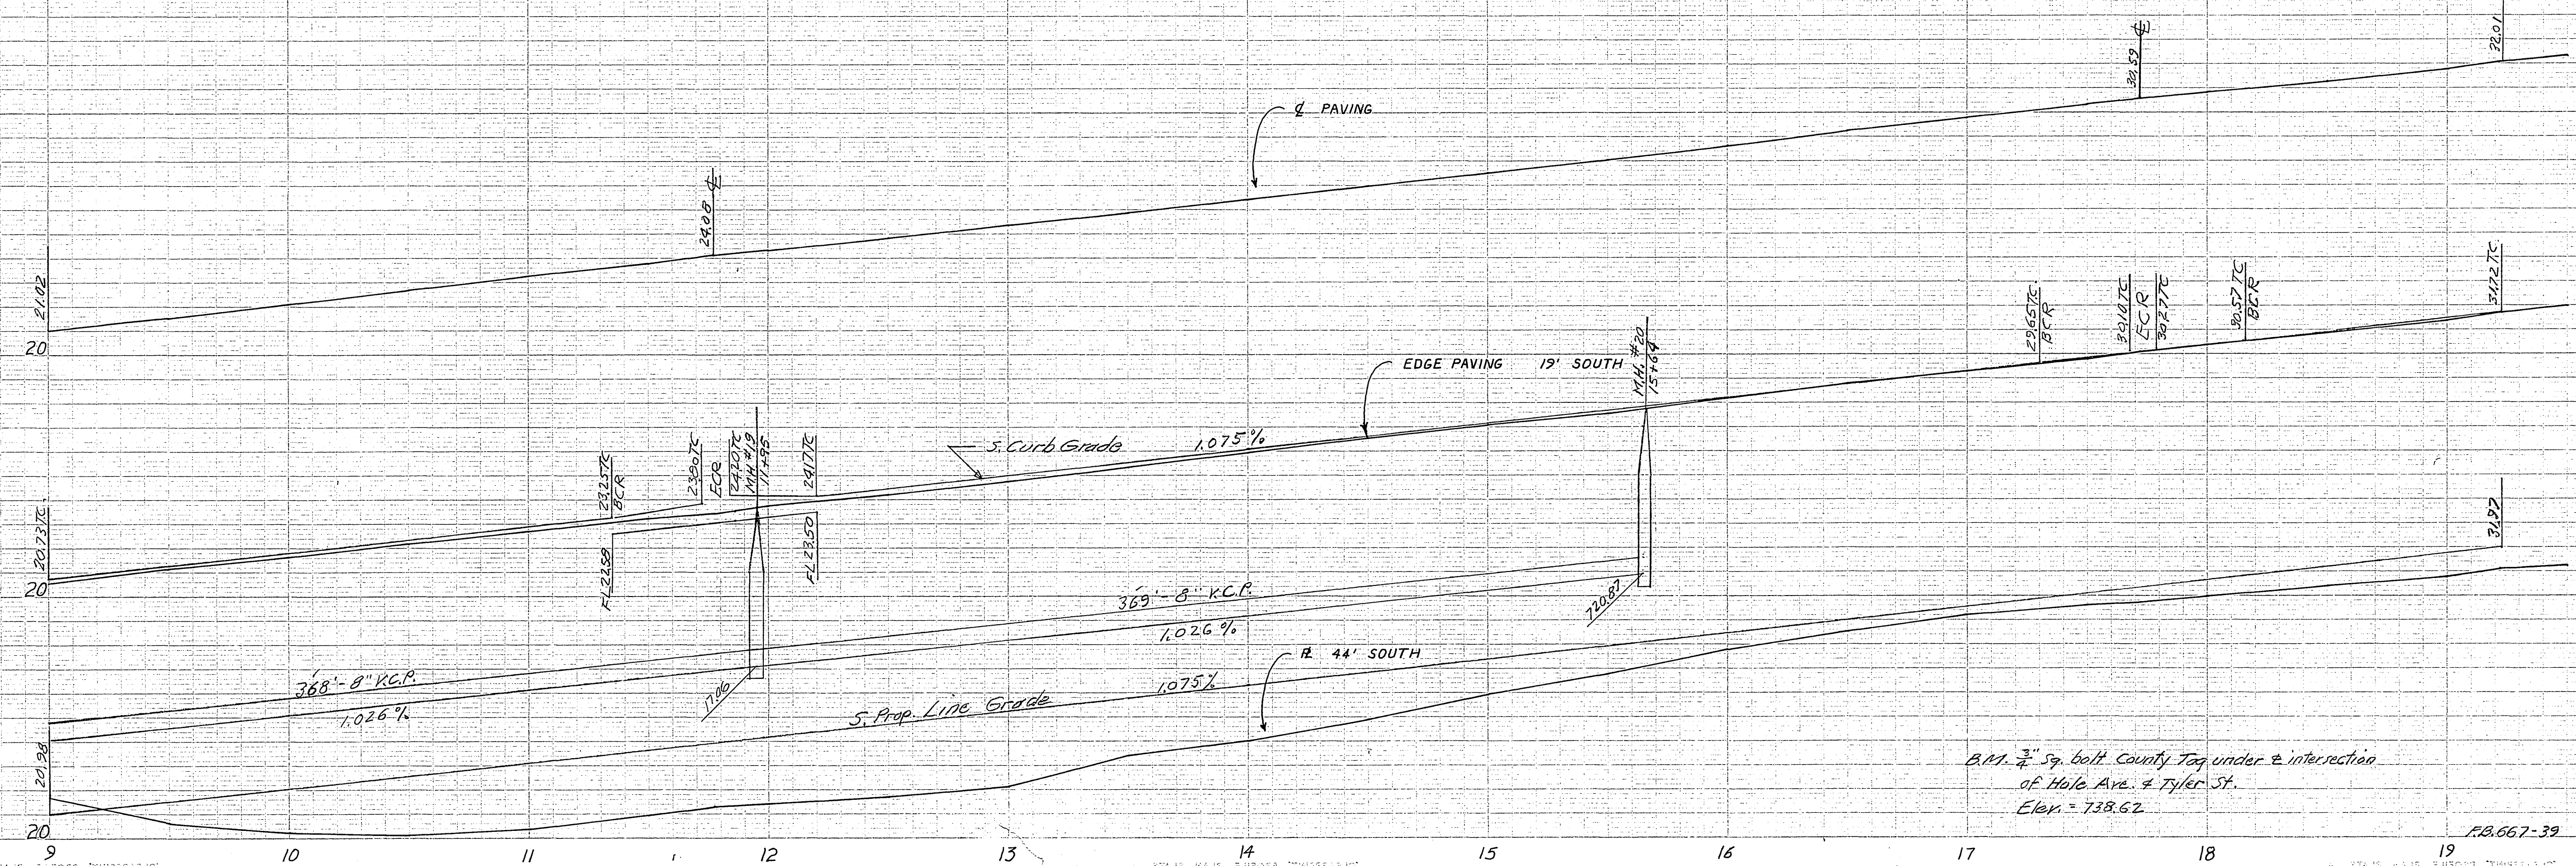 32.01
30.59 ℄
℄ PAVING
24.08 ℄
21.02
20
31.72 TC
30.57 TC
BCR
30.10 TC
ECR
30.27 TC
29.65 TC.
BCR
M.H. #20
15+64
EDGE PAVING 19' SOUTH
S. Curb Grade 1.075%
23.25 TC
BCR
23.80 TC
ECR
24.20 TC
MH #19
11+95
24.17 TC
20.73 TC
20
FL 22.58
FL 23.50
31.97
369'-8" V.C.P.
1.026%
720.87
368'-8" V.C.P.
1.026%
17.06
S. Prop. Line Grade 1.075%
℄ 44' SOUTH
20.98
20
B.M. 3/4" Sq. bolt County Tag under ℄ intersection
of Hole Ave. & Tyler St.
Elev. = 738.62
F.B. 667-39
9 10 11 12 13 14 15 16 17 18 19